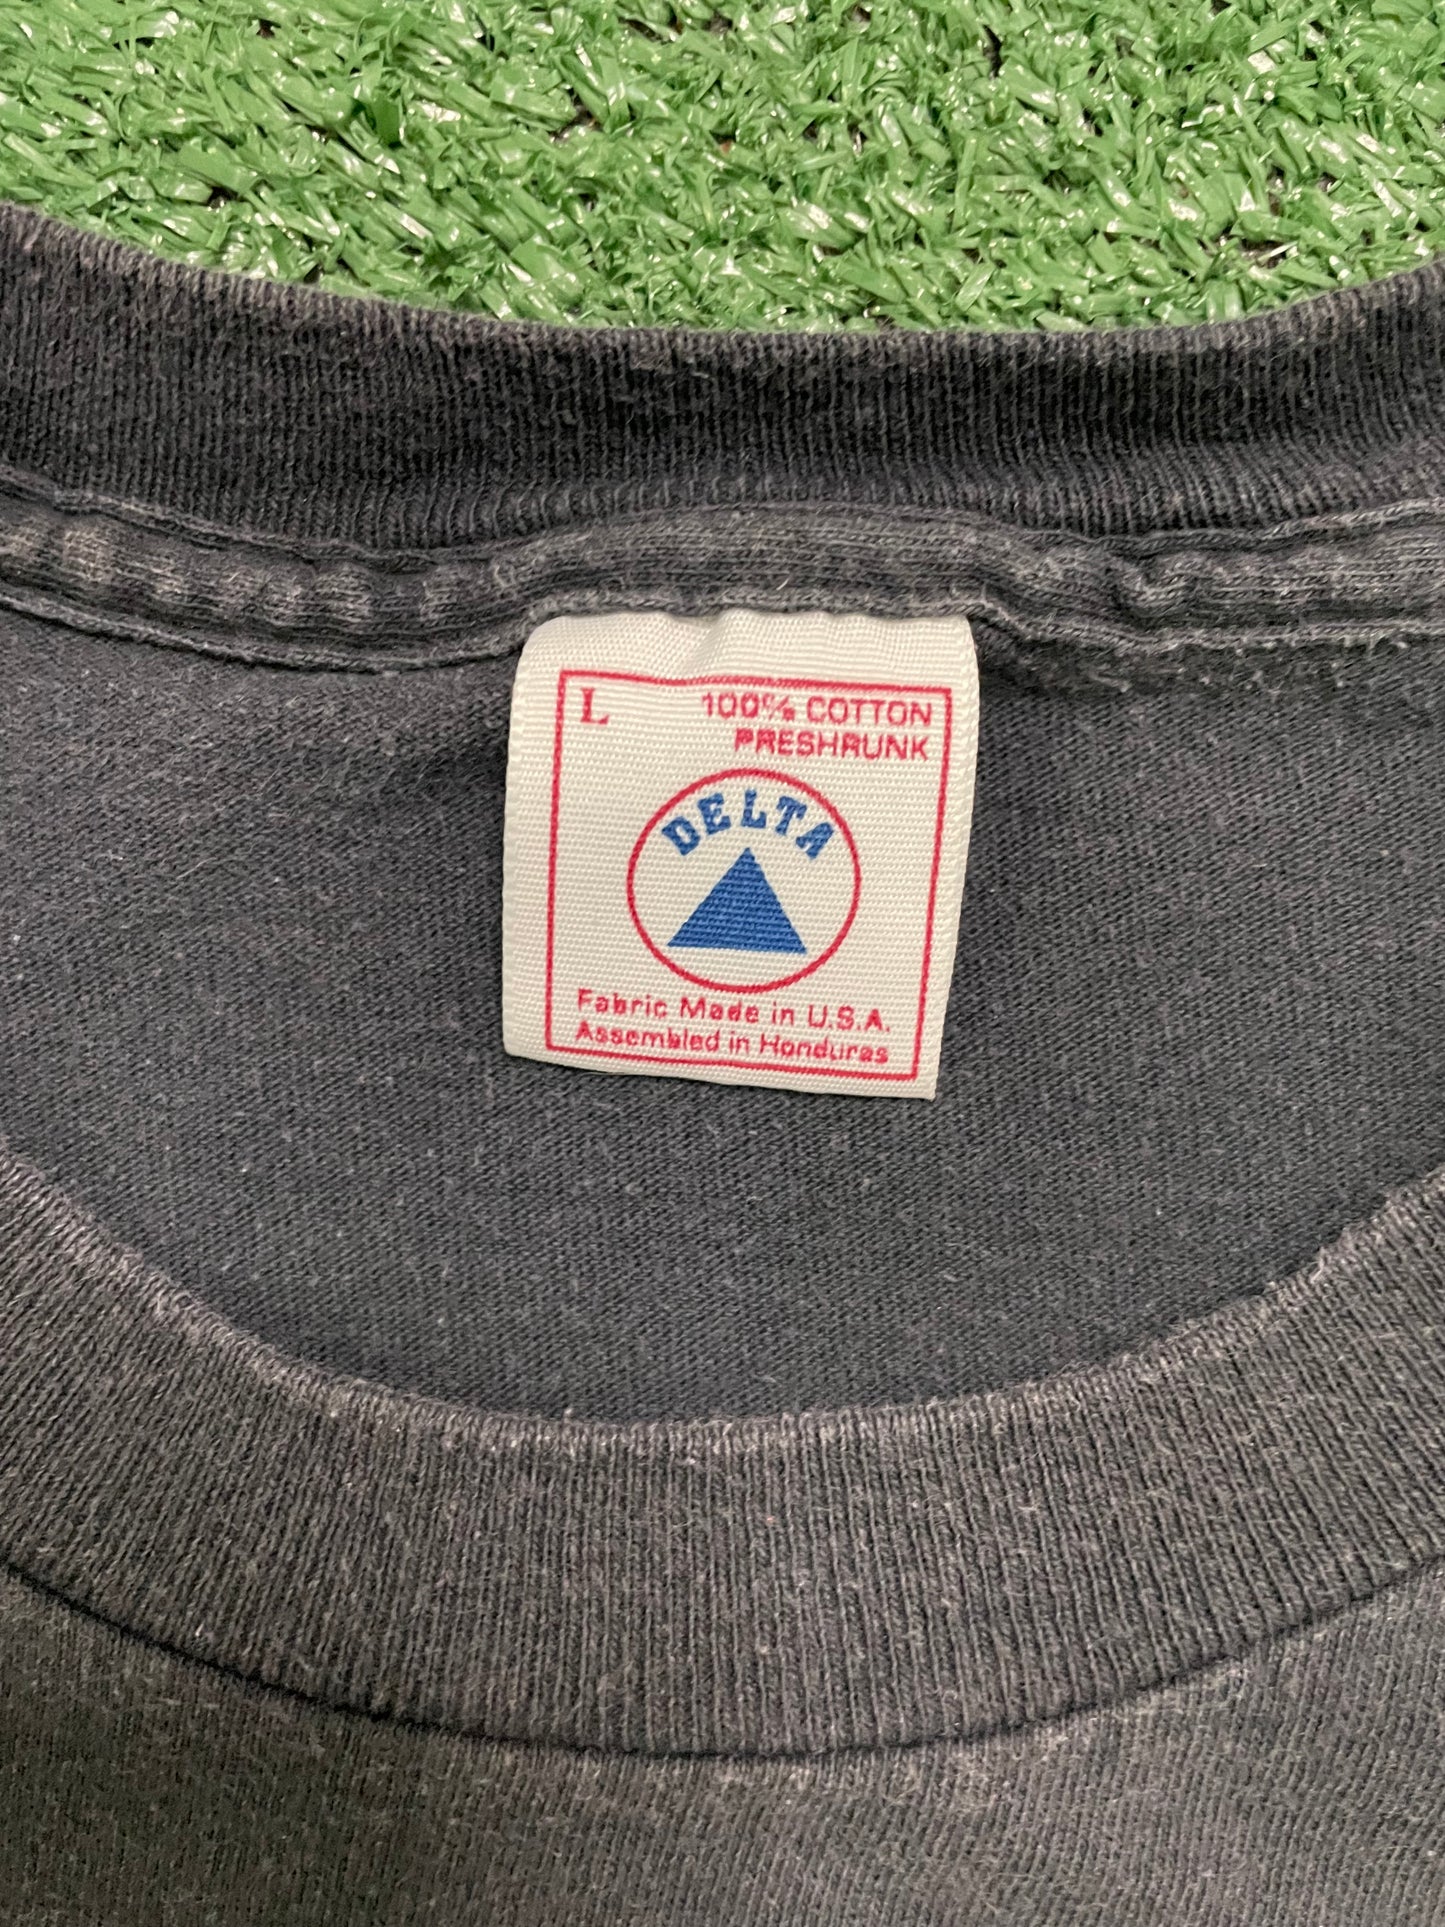 L 100% COTTON
PRESHRUNK
DELTA
Fabric Made in U.S.A.
Assembled in Honduras